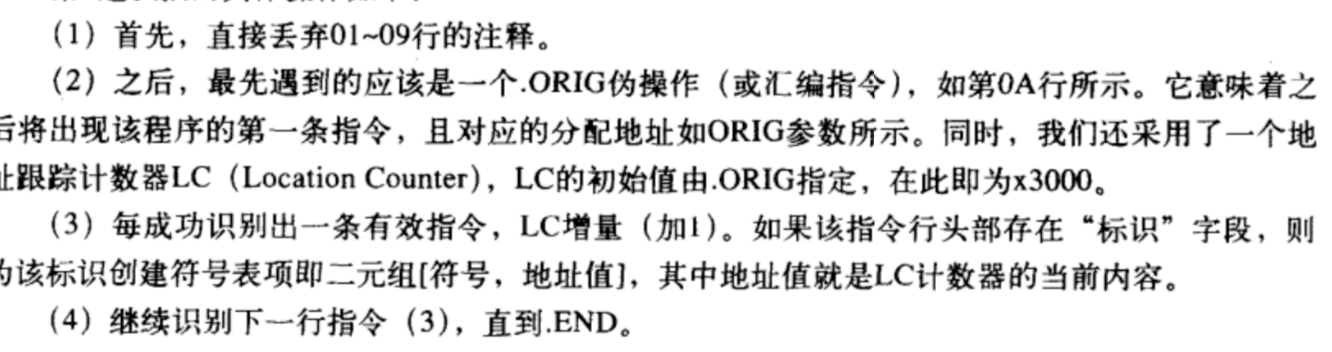 （1）首先，直接丢弃01~09行的注释。
（2）之后，最先遇到的应该是一个.ORIG伪操作（或汇编指令），如第0A行所示。它意味着之
后将出现该程序的第一条指令，且对应的分配地址如ORIG参数所示。同时，我们还采用了一个地
址跟踪计数器LC（Location Counter），LC的初始值由.ORIG指定，在此即为x3000。
（3）每成功识别出一条有效指令，LC增量（加1）。如果该指令行头部存在“标识”字段，则
为该标识创建符号表项即二元组[符号，地址值]，其中地址值就是LC计数器的当前内容。
（4）继续识别下一行指令（3），直到.END。